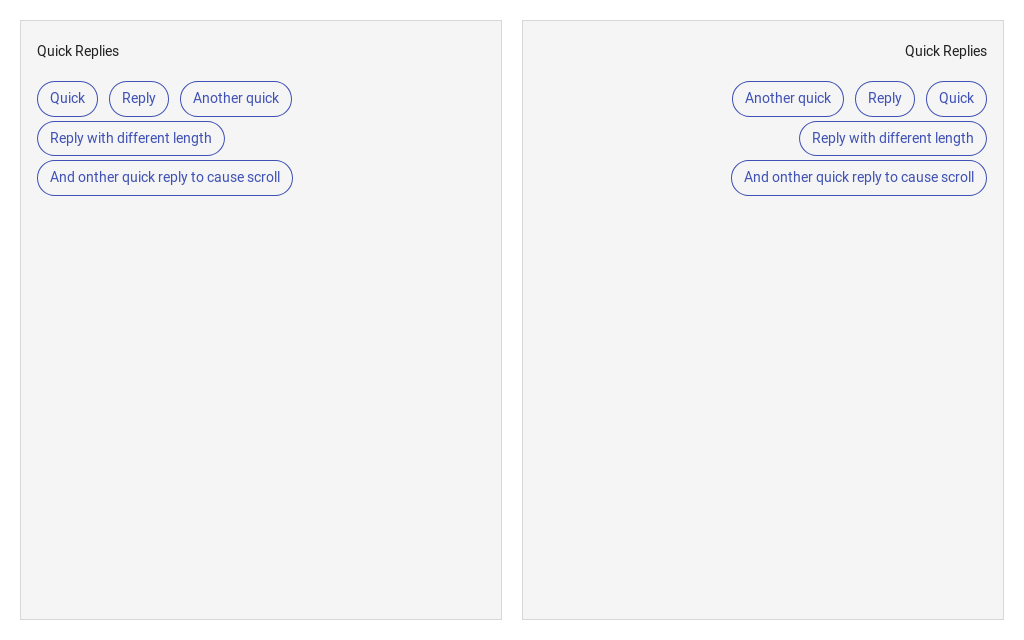 Quick Replies
Quick Reply Another quick
Reply with different length
And onther quick reply to cause scroll
Quick Replies
Another quick Reply Quick
Reply with different length
And onther quick reply to cause scroll